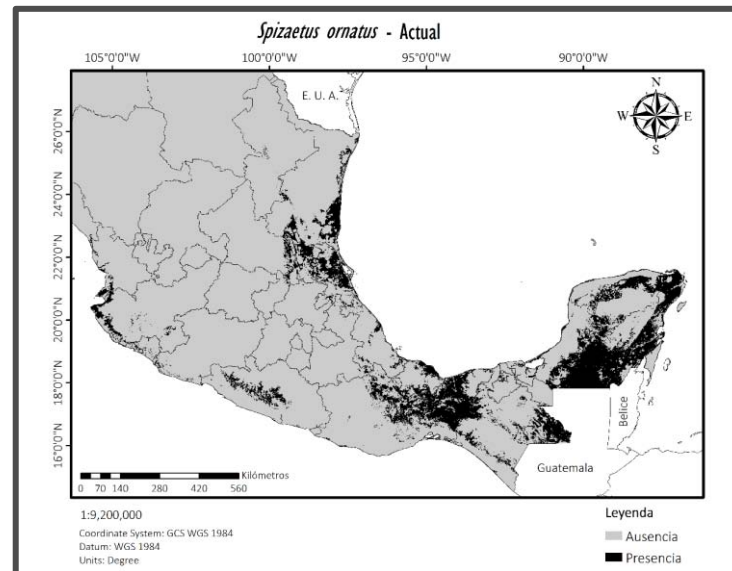 Spizaetus ornatus - Actual
105°0'0"W 100°0'0"W 95°0'0"W 90°0'0"W
E. U. A.
N
W E
S
26°0'0"N
24°0'0"N
22°0'0"N
20°0'0"N
18°0'0"N
16°0'0"N
Belice
Guatemala
Kilómetros
0 70 140 280 420 560
1:9,200,000
Coordinate System: GCS WGS 1984
Datum: WGS 1984
Units: Degree
Leyenda
Ausencia
Presencia